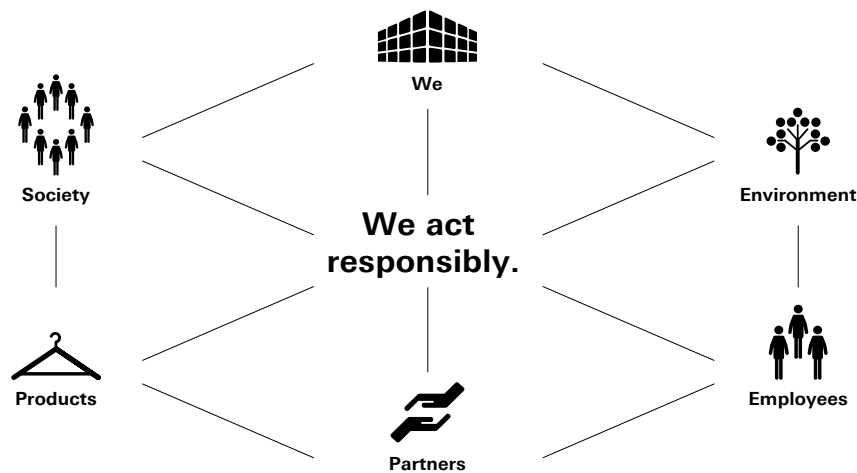 We
Society
Environment
We act
responsibly.
Products
Employees
Partners